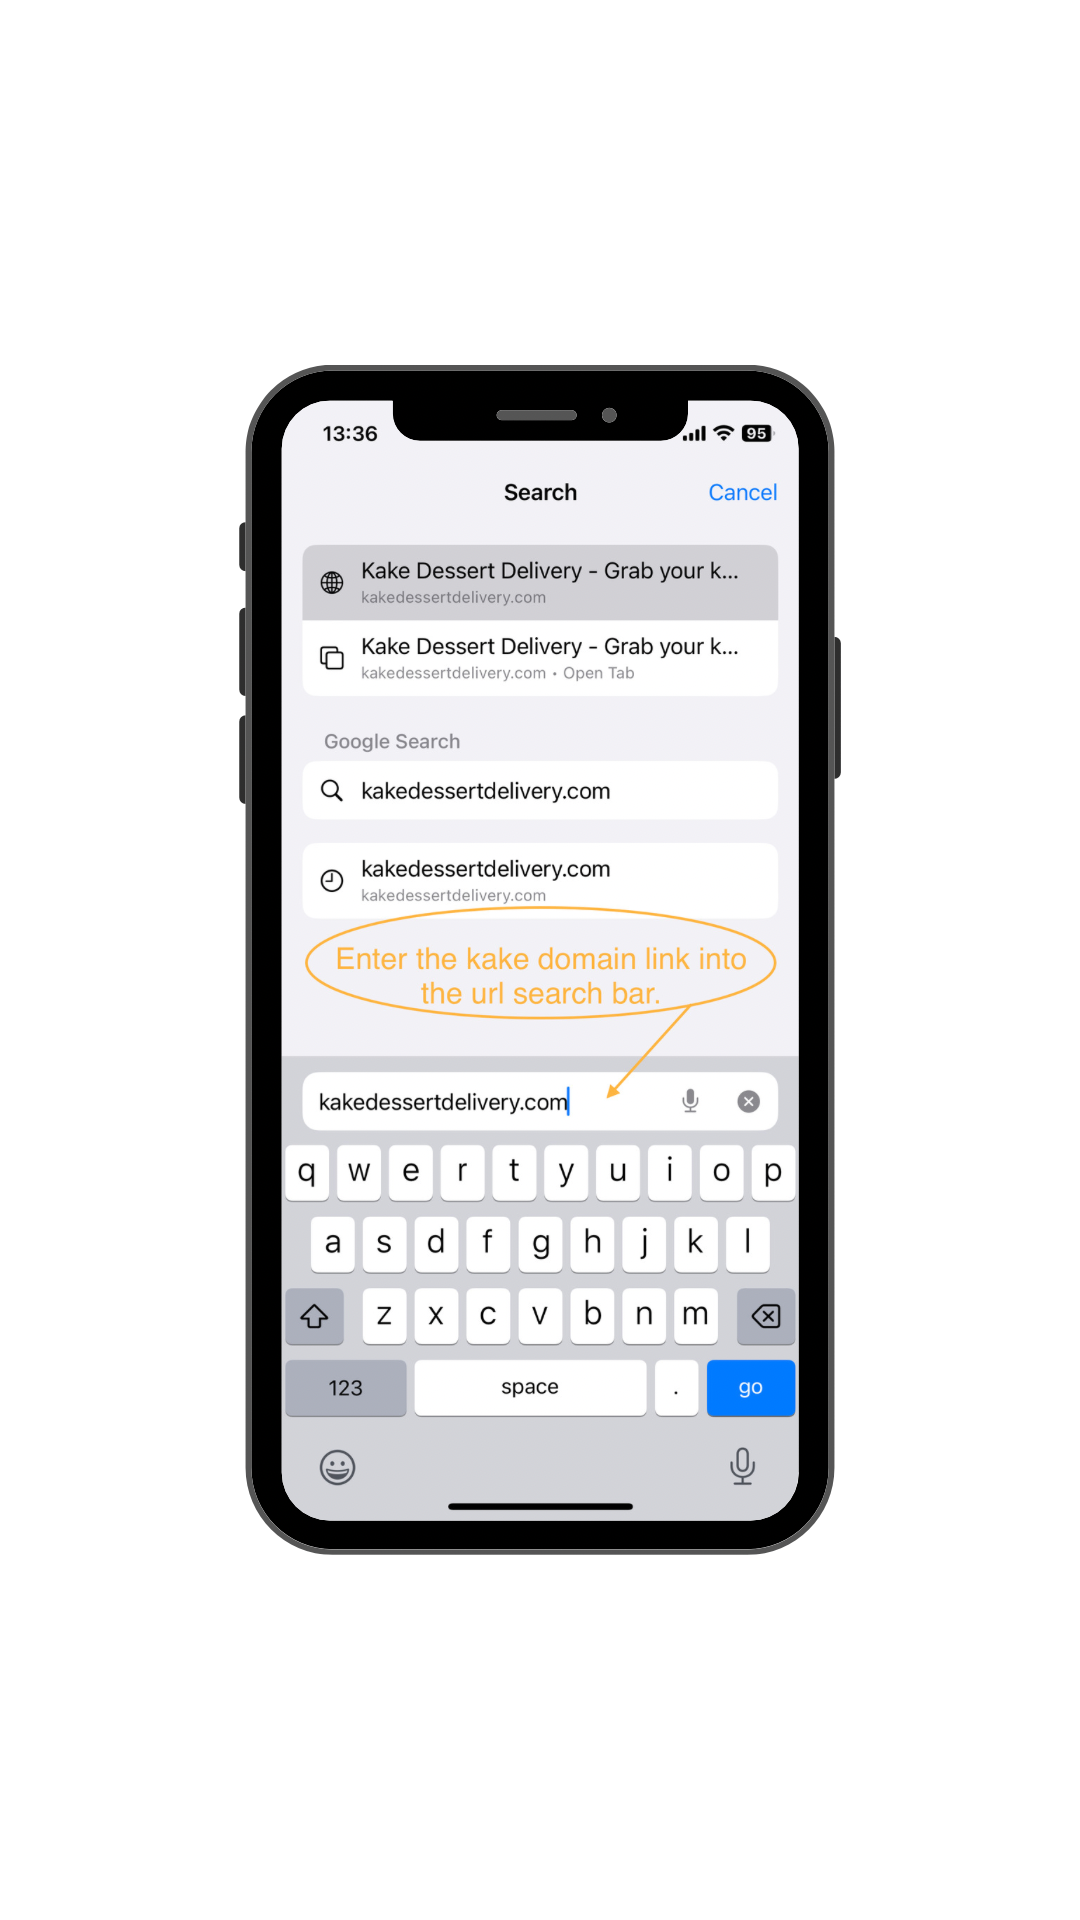 13:36
95
Search
Cancel
Kake Dessert Delivery - Grab your k...
kakedessertdelivery.com
Kake Dessert Delivery - Grab your k...
kakedessertdelivery.com • Open Tab
Google Search
kakedessertdelivery.com
kakedessertdelivery.com
kakedessertdelivery.com
Enter the kake domain link into
the url search bar.
kakedessertdelivery.com
q w e r t y u i o p
a s d f g h j k l
z x c v b n m
123 space . go